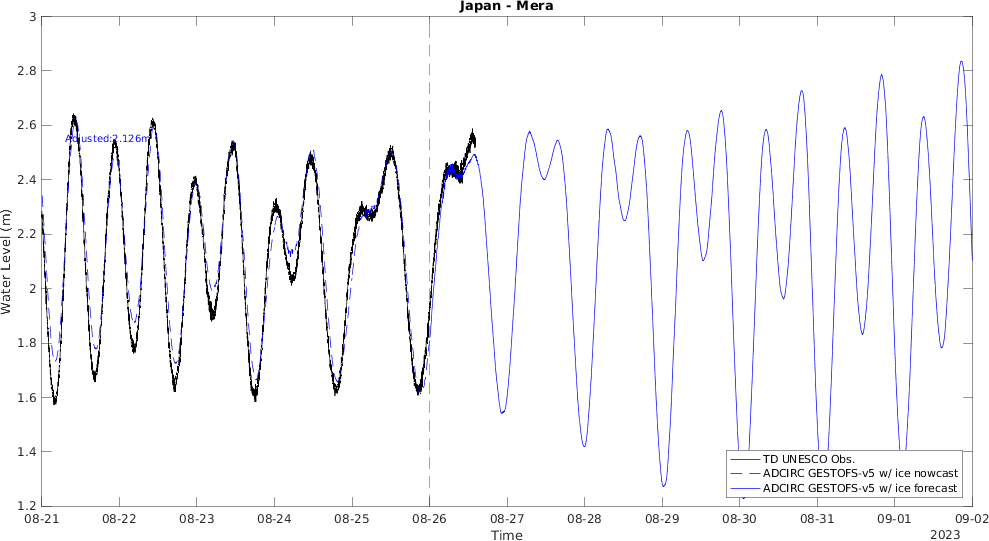 Japan - Mera
3
2.8
2.6
2.4
2.2
2
1.8
1.6
1.4
1.2
Water Level (m)
Adjusted:2.126m
TD UNESCO Obs.
ADCIRC GESTOFS-v5 w/ ice nowcast
ADCIRC GESTOFS-v5 w/ ice forecast
08-21 08-22 08-23 08-24 08-25 08-26 08-27 08-28 08-29 08-30 08-31 09-01 09-02
Time
2023